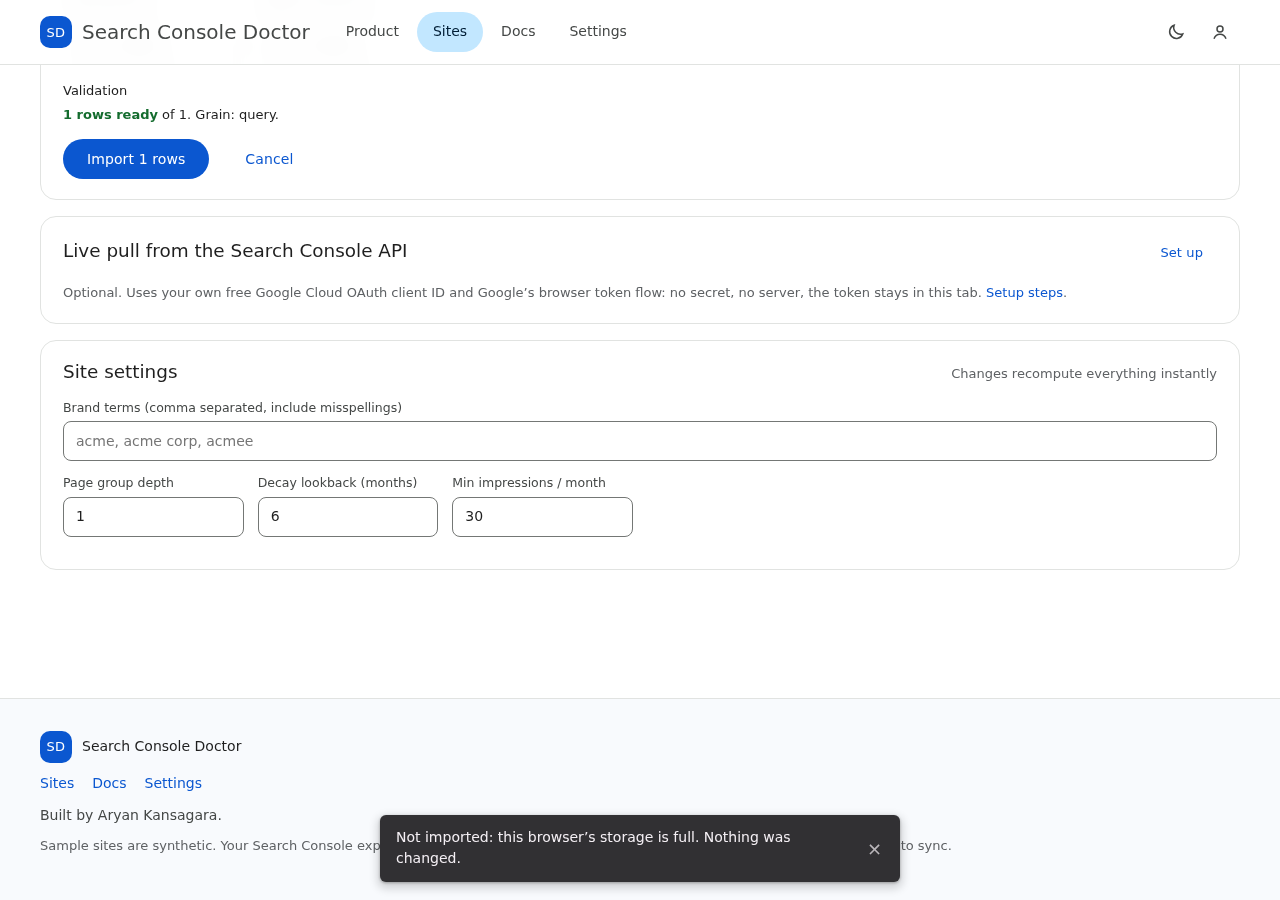 SD Search Console Doctor Product Sites Docs Settings
Validation
1 rows ready of 1. Grain: query.
Import 1 rows Cancel
Live pull from the Search Console API Set up
Optional. Uses your own free Google Cloud OAuth client ID and Google’s browser token flow: no secret, no server, the token stays in this tab. Setup steps.
Site settings Changes recompute everything instantly
Brand terms (comma separated, include misspellings)
acme, acme corp, acmee
Page group depth Decay lookback (months) Min impressions / month
1 6 30
SD Search Console Doctor
Sites Docs Settings
Built by Aryan Kansagara.
Sample sites are synthetic. Your Search Console exp
to sync.
Not imported: this browser’s storage is full. Nothing was
changed.